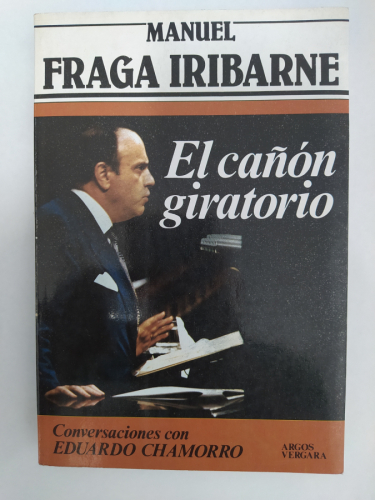 MANUEL
FRAGA IRIBARNE
El cañón
giratorio
Conversaciones con
EDUARDO CHAMORRO
ARGOS
VERGARA